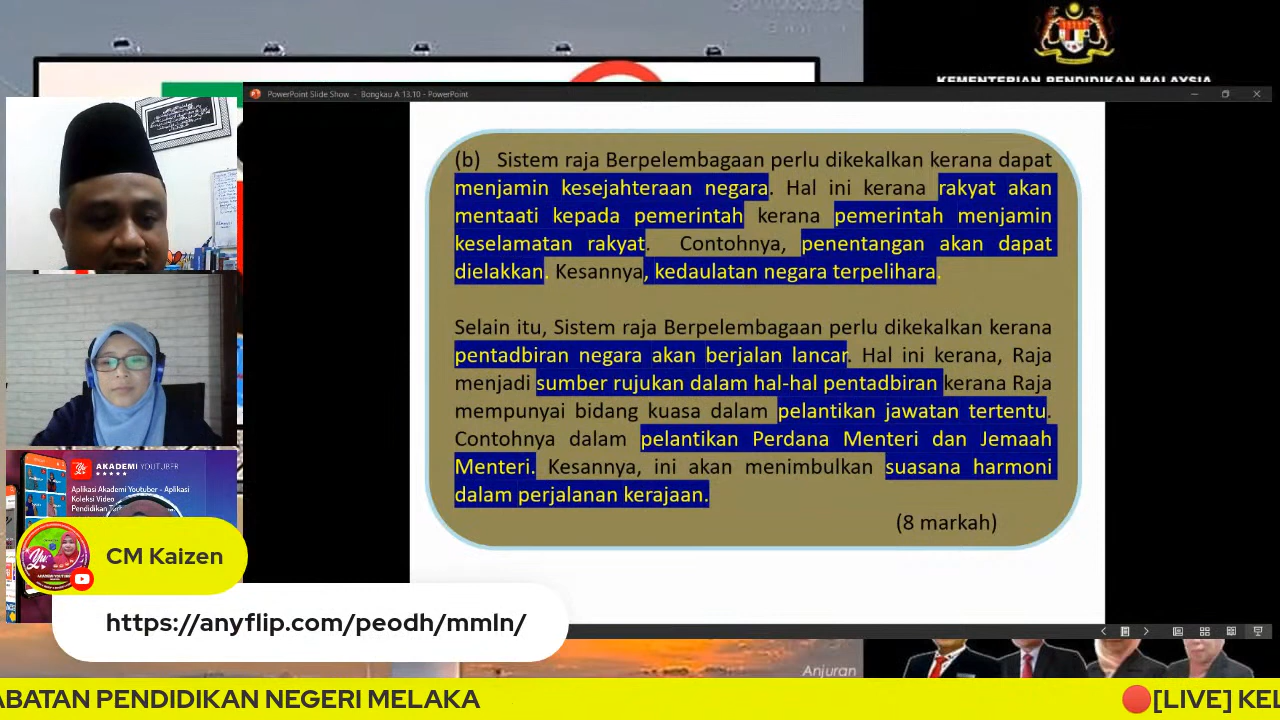 KEMENTERIAN PENDIDIKAN MALAYSIA
PowerPoint Slide Show - Bongkau A 13.10 - PowerPoint
(b) Sistem raja Berpelembagaan perlu dikekalkan kerana dapat
menjamin kesejahteraan negara. Hal ini kerana rakyat akan
mentaati kepada pemerintah kerana pemerintah menjamin
keselamatan rakyat. Contohnya, penentangan akan dapat
dielakkan. Kesannya, kedaulatan negara terpelihara.
Selain itu, Sistem raja Berpelembagaan perlu dikekalkan kerana
pentadbiran negara akan berjalan lancar. Hal ini kerana, Raja
menjadi sumber rujukan dalam hal-hal pentadbiran kerana Raja
mempunyai bidang kuasa dalam pelantikan jawatan tertentu.
Contohnya dalam pelantikan Perdana Menteri dan Jemaah
Menteri. Kesannya, ini akan menimbulkan suasana harmoni
dalam perjalanan kerajaan.
(8 markah)
AKADEMI YOUTUBER
Aplikasi Akademi Youtuber - Aplikasi
Koleksi Video
CM Kaizen
https://anyflip.com/peodh/mmln/
Anjuran
ABATAN PENDIDIKAN NEGERI MELAKA
[LIVE] KEL